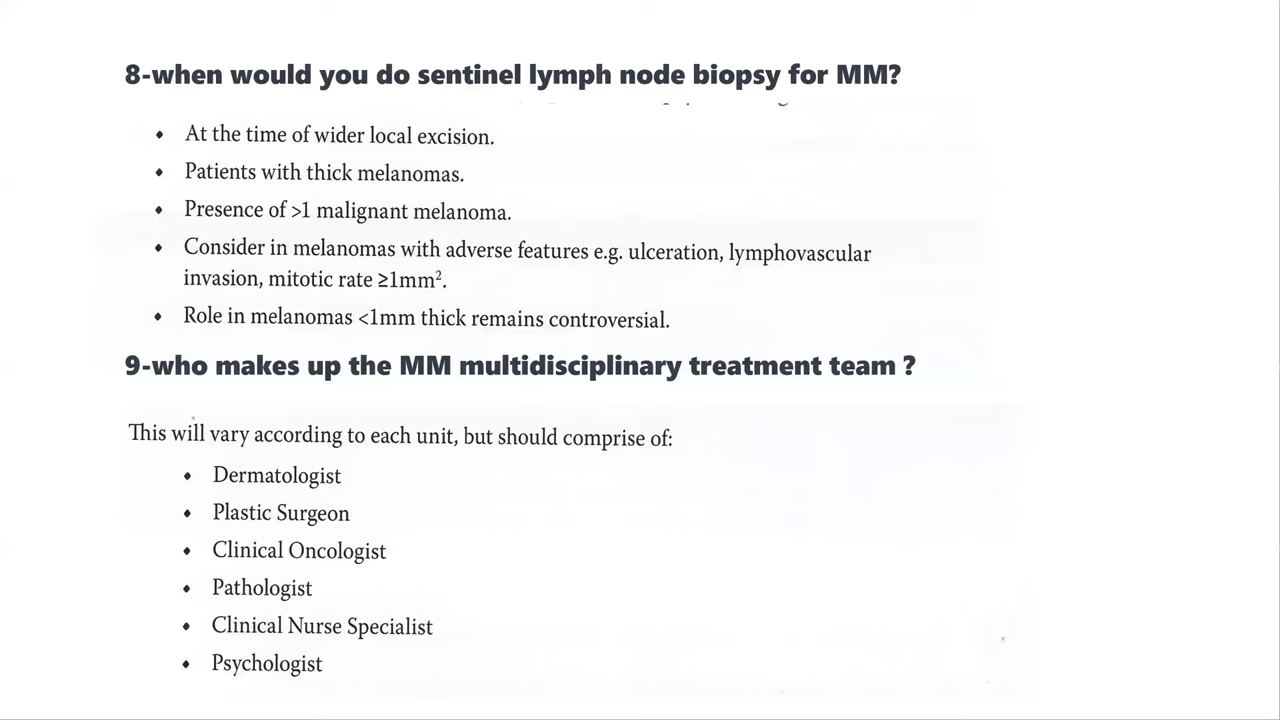 8-when would you do sentinel lymph node biopsy for MM?
• At the time of wider local excision.
• Patients with thick melanomas.
• Presence of >1 malignant melanoma.
• Consider in melanomas with adverse features e.g. ulceration, lymphovascular
invasion, mitotic rate ≥1mm².
• Role in melanomas <1mm thick remains controversial.
9-who makes up the MM multidisciplinary treatment team ?
This will vary according to each unit, but should comprise of:
• Dermatologist
• Plastic Surgeon
• Clinical Oncologist
• Pathologist
• Clinical Nurse Specialist
• Psychologist